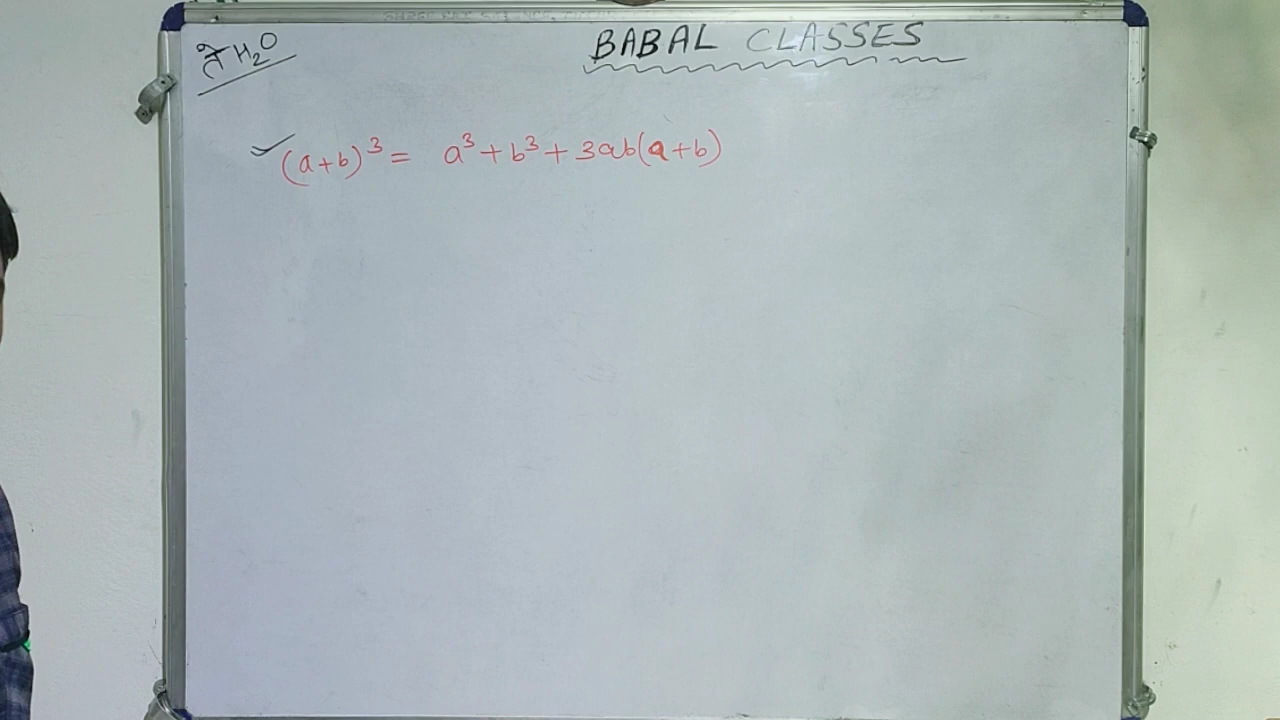 BABAL CLASSES
H₂O
(a+b)³ = a³+b³+3ab(a+b)